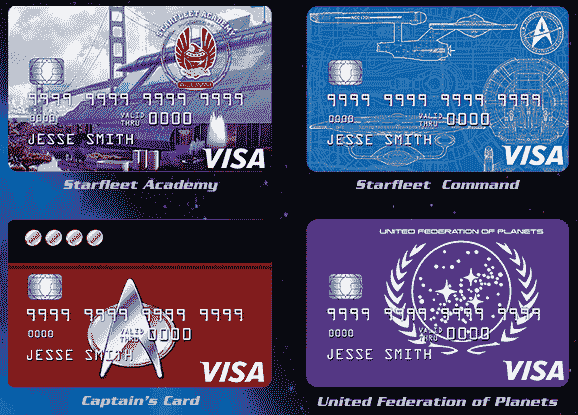 STARFLEET ACADEMY
9999 9999 9999 9999
0000 VALID THRU 0000
JESSE SMITH
VISA
Starfleet Academy
9999 9999 9999 9999
0000 VALID THRU 0000
JESSE SMITH
VISA
Starfleet Command
9999 9999 9999 9999
0000 VALID THRU 0000
JESSE SMITH
VISA
Captain's Card
UNITED FEDERATION OF PLANETS
9999 9999 9999 9999
0000 VALID THRU 0000
JESSE SMITH
VISA
United Federation of Planets